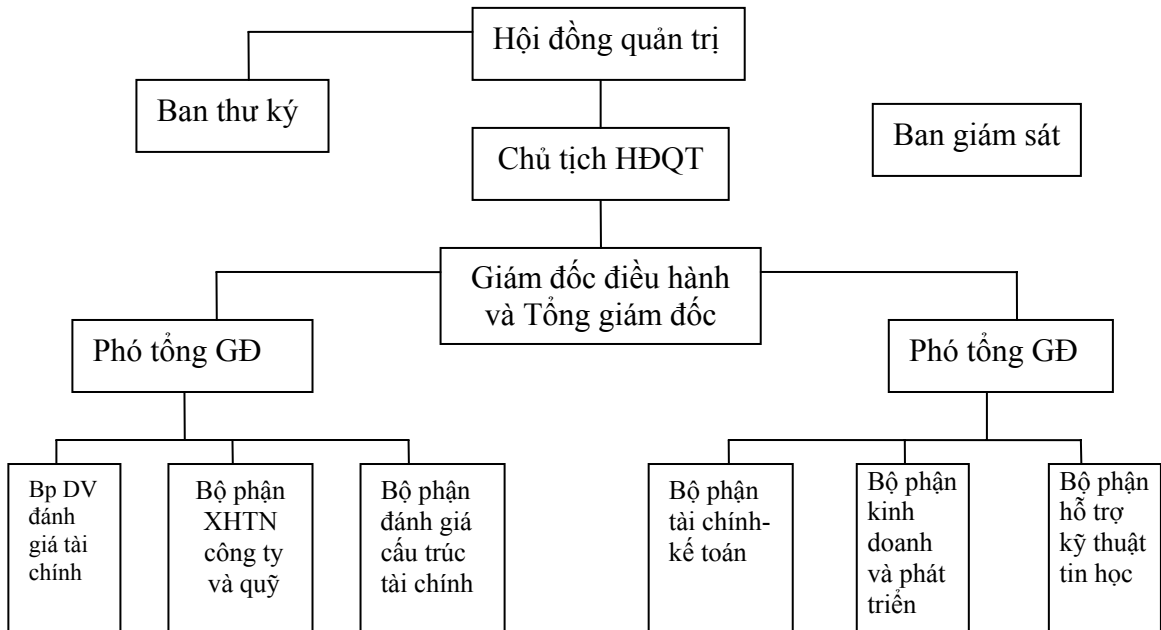 Hội đồng quản trị
Ban thư ký
Ban giám sát
Chủ tịch HĐQT
Giám đốc điều hành
và Tổng giám đốc
Phó tổng GĐ
Phó tổng GĐ
Bp DV
đánh
giá tài
chính
Bộ phận
XHTN
công ty
và quỹ
Bộ phận
đánh giá
cấu trúc
tài chính
Bộ phận
tài chính-
kế toán
Bộ phận
kinh
doanh
và phát
triển
Bộ phận
hỗ trợ
kỹ thuật
tin học